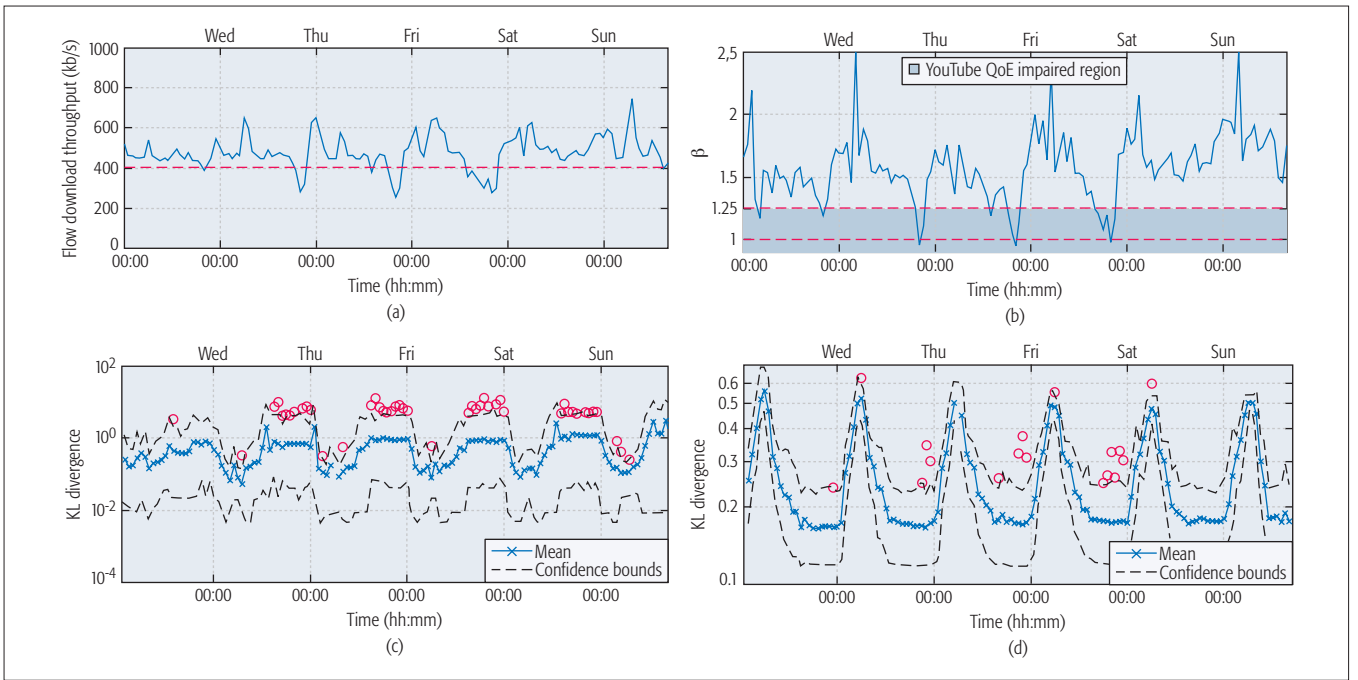 Wed Thu Fri Sat Sun
1000
800
600
400
200
0
Flow download throughput (kb/s)
00:00 00:00 00:00 00:00 00:00 00:00
Time (hh:mm)
(a)
Wed Thu Fri Sat Sun
YouTube QoE impaired region
2,5
2
1.5
1.25
1
β
00:00 00:00 00:00 00:00 00:00 00:00
Time (hh:mm)
(b)
Wed Thu Fri Sat Sun
10²
10⁰
10⁻²
10⁻⁴
KL divergence
Mean
Confidence bounds
00:00 00:00 00:00 00:00 00:00
Time (hh:mm)
(c)
Wed Thu Fri Sat Sun
0.6
0.5
0.4
0.3
0.2
0.1
KL divergence
Mean
Confidence bounds
00:00 00:00 00:00 00:00 00:00
Time (hh:mm)
(d)